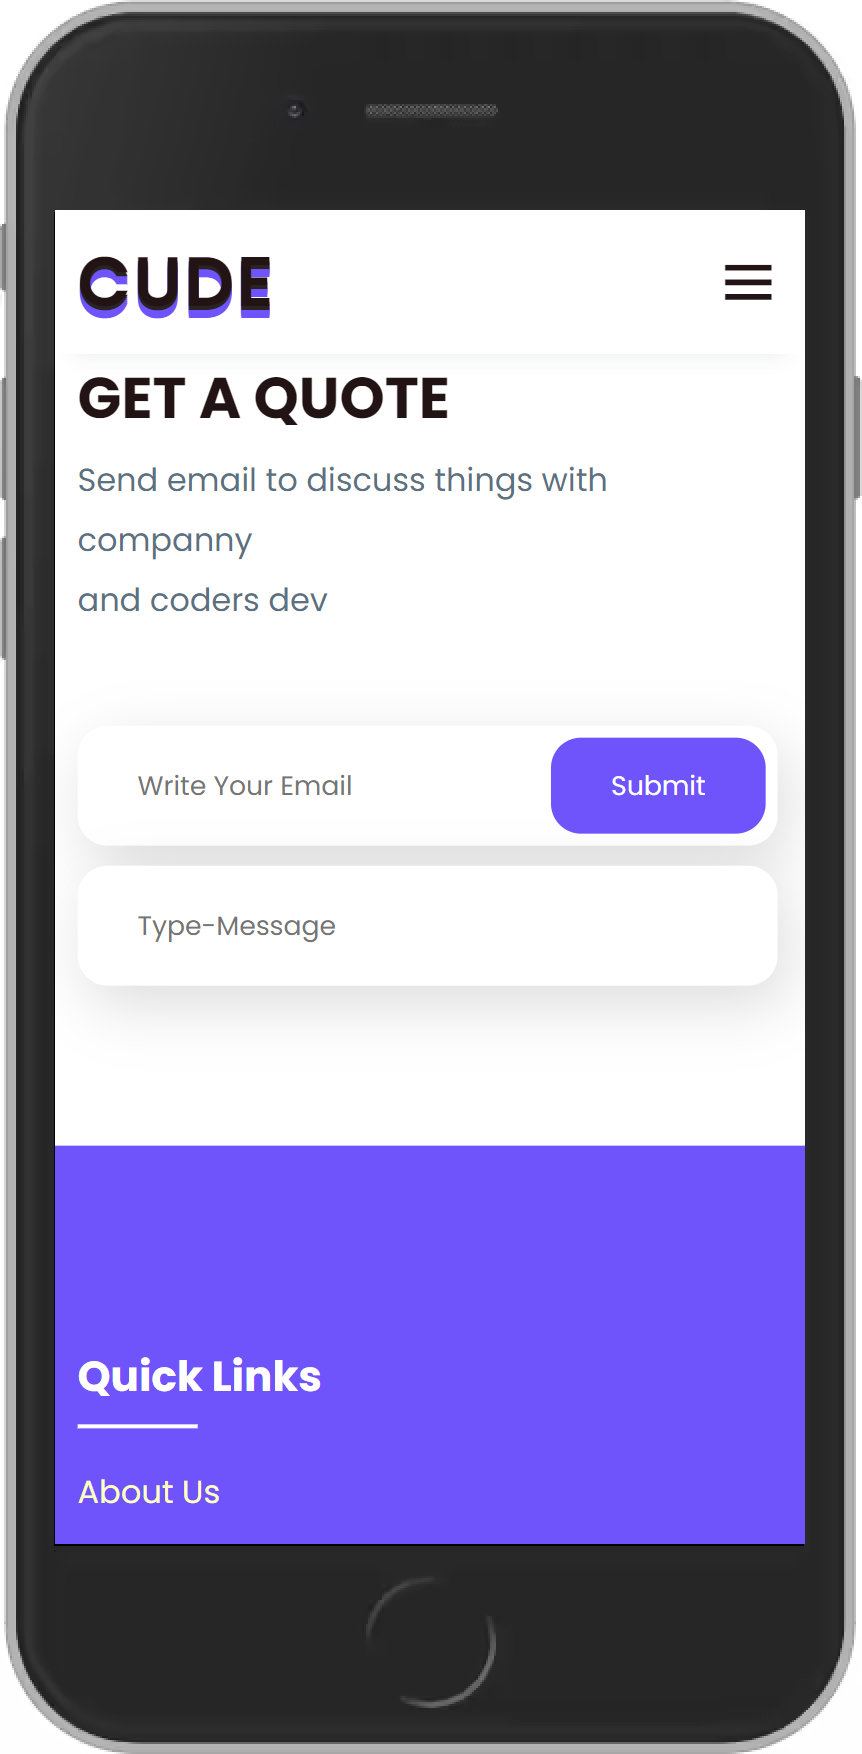 CUDE
GET A QUOTE
Send email to discuss things with
companny
and coders dev
Write Your Email
Submit
Type-Message
Quick Links
About Us